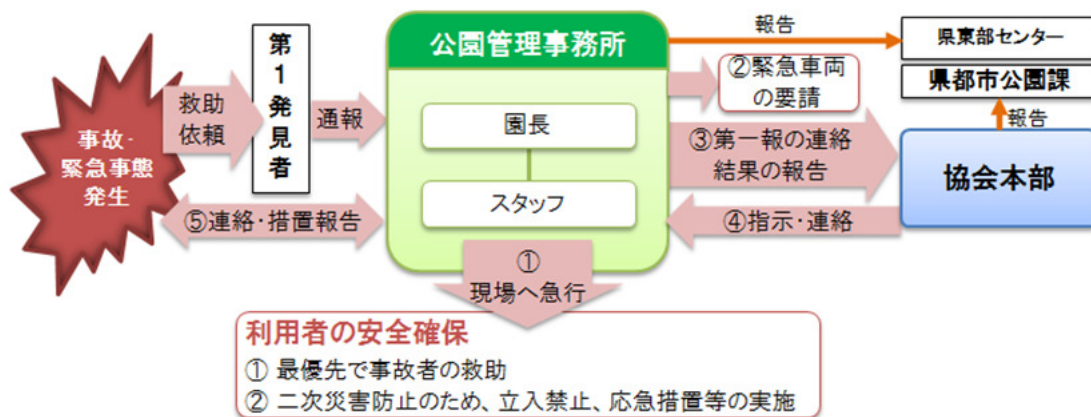 事故・
緊急事態
発生
救助
依頼
第1発見者
通報
公園管理事務所
園長
スタッフ
報告
県東部センター
②緊急車両
の要請
県都市公園課
報告
③第一報の連絡
結果の報告
協会本部
④指示・連絡
⑤連絡・措置報告
①
現場へ急行
利用者の安全確保
① 最優先で事故者の救助
② 二次災害防止のため、立入禁止、応急措置等の実施